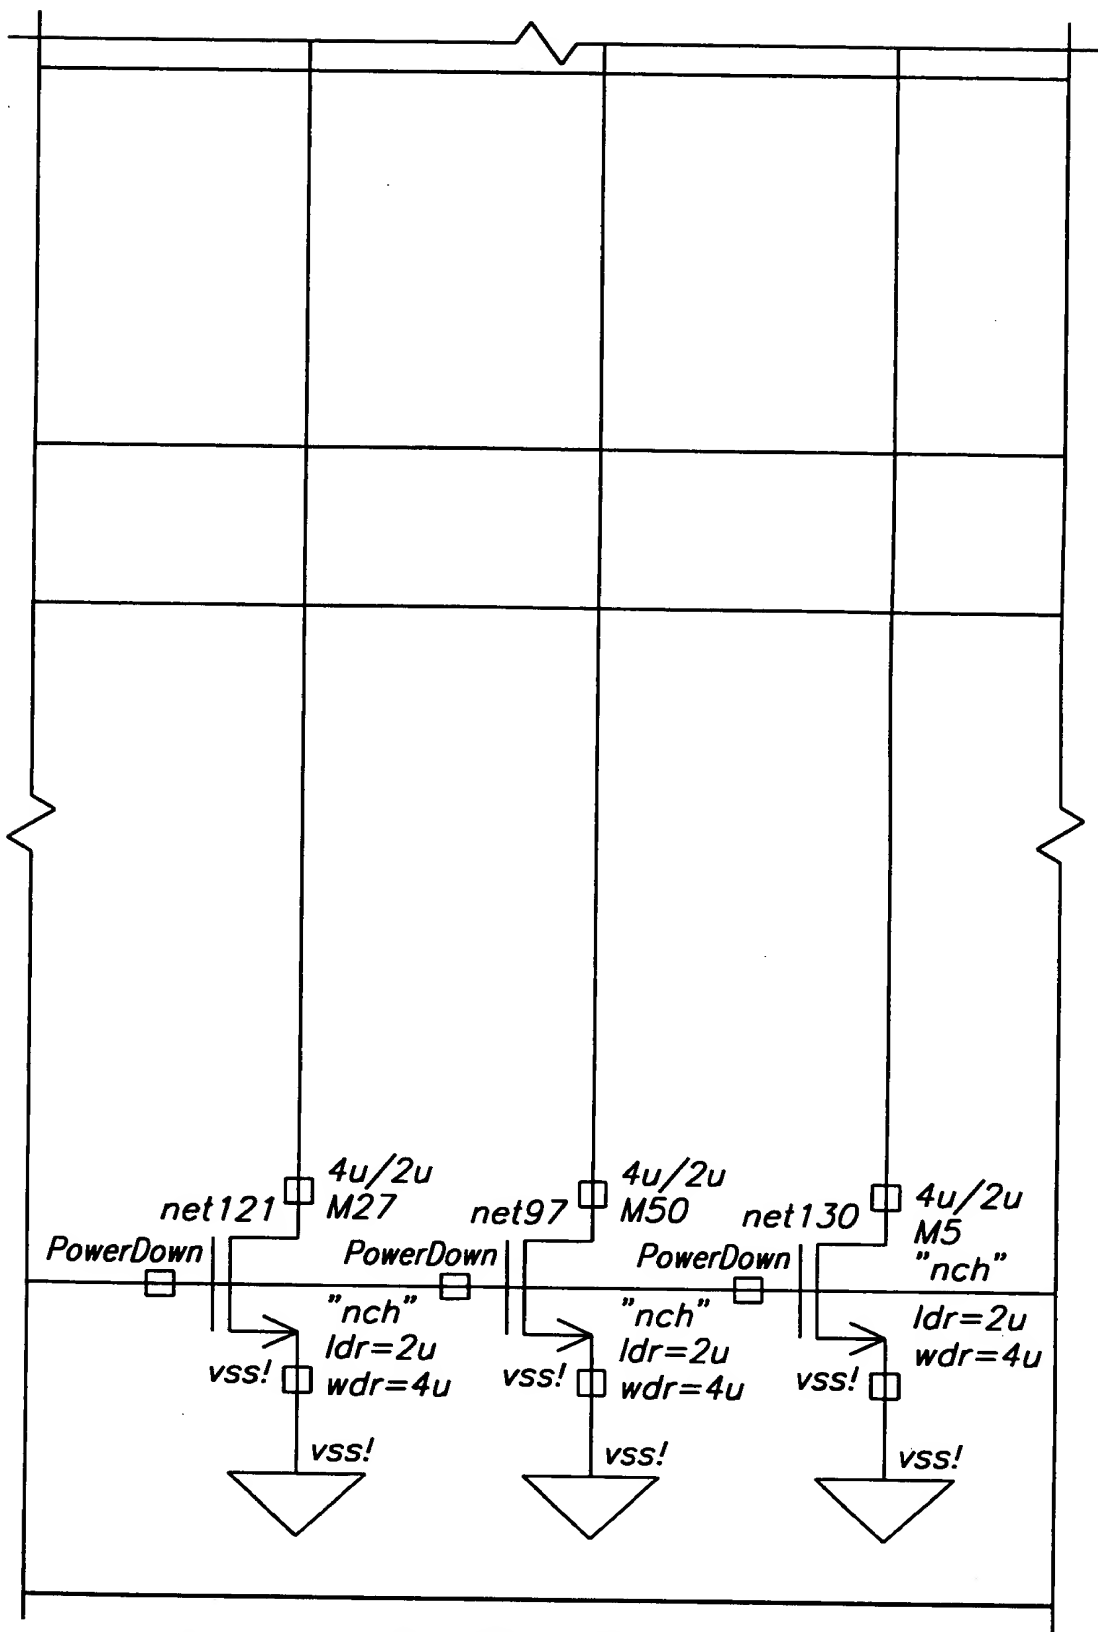 4u/2u
M27
net121
PowerDown
"nch"
ldr=2u
wdr=4u
vss!
vss!
4u/2u
M50
net97
PowerDown
"nch"
ldr=2u
wdr=4u
vss!
vss!
4u/2u
M5
net130
PowerDown
"nch"
ldr=2u
wdr=4u
vss!
vss!